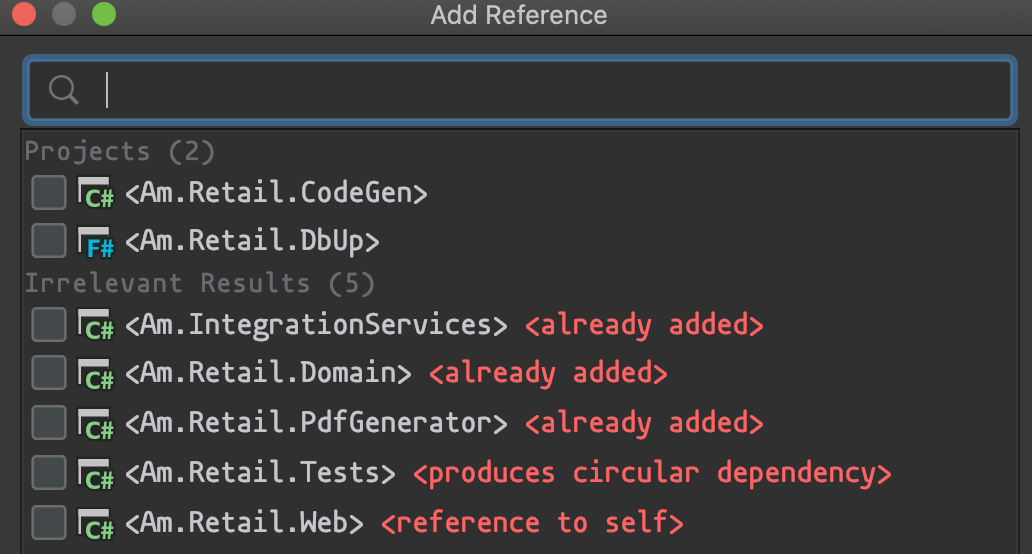 Add Reference
Projects (2)
C# <Am.Retail.CodeGen>
F# <Am.Retail.DbUp>
Irrelevant Results (5)
C# <Am.IntegrationServices> <already added>
C# <Am.Retail.Domain> <already added>
C# <Am.Retail.PdfGenerator> <already added>
C# <Am.Retail.Tests> <produces circular dependency>
C# <Am.Retail.Web> <reference to self>